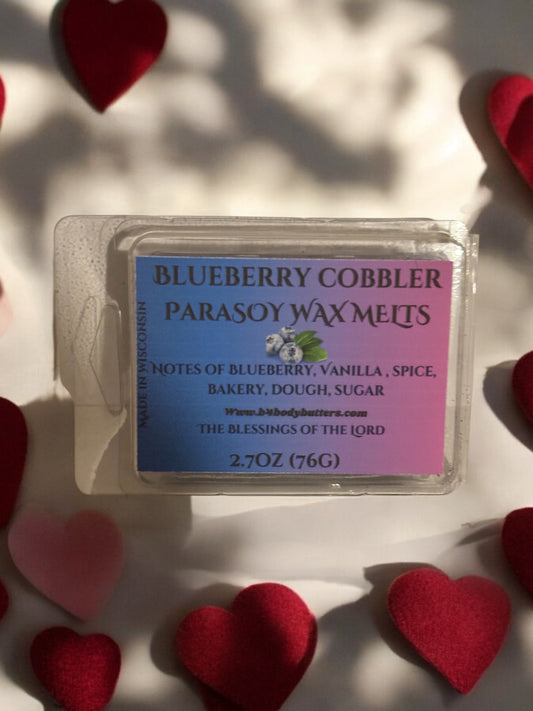 Blueberry Cobbler
ParaSoy Wax Melts
Made in Wisconsin
Notes of Blueberry, Vanilla , Spice,
Bakery, Dough, Sugar
Www.b4bodybutters.com
The Blessings of the Lord
2.7oz (76g)